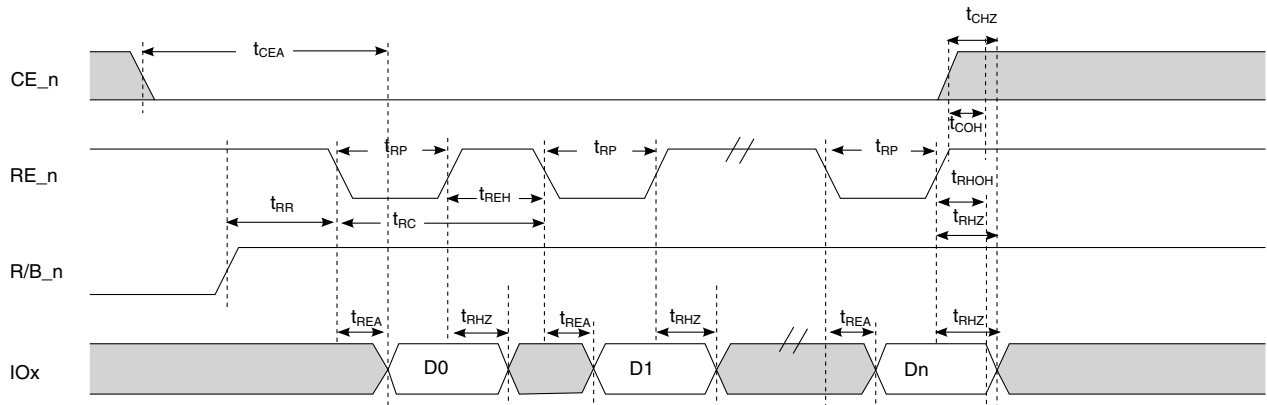 tCHZ
tCEA
CE_n
tCOH
tRP
tRP
tRP
RE_n
tREH
tRHOH
tRR
tRC
tRHZ
R/B_n
tREA
tRHZ
tREA
tRHZ
tREA
tRHZ
IOx
D0
D1
Dn